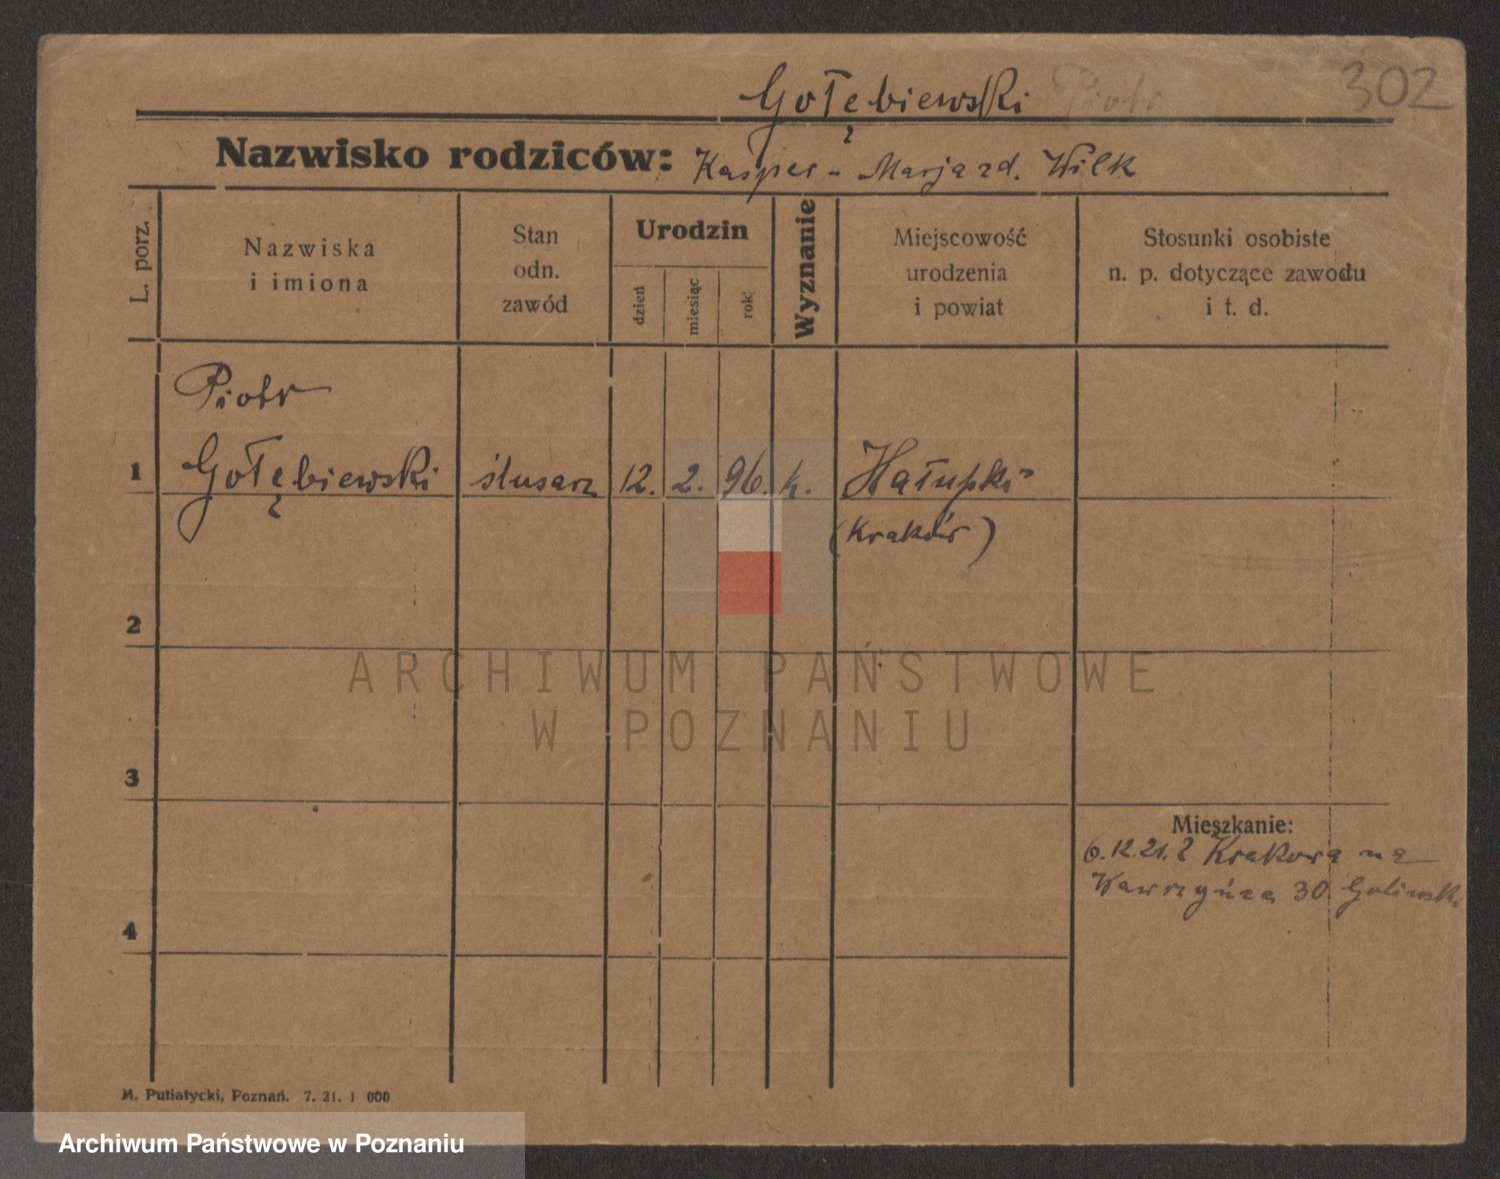 Gołębiewski Piotr 302
Nazwisko rodziców: Kasper - Marja zd. Wilk
L. porz.
Nazwiska
i imiona
Stan
odn.
zawód
Urodzin
dzień
miesiąc
rok
Wyznanie
Miejscowość
urodzenia
i powiat
Stosunki osobiste
n. p. dotyczące zawodu
i t. d.
Piotr
1 Gołębiewski ślusarz 12. 2. 96. k. Hałupki
(Kraków)
2
3
Mieszkanie:
6.12.21. z Krakowa na
Wawrzyńca 30
4
M. Putiatycki, Poznań. 7. 21. 1 000
ARCHIWUM PAŃSTWOWE
W POZNANIU
Archiwum Państwowe w Poznaniu